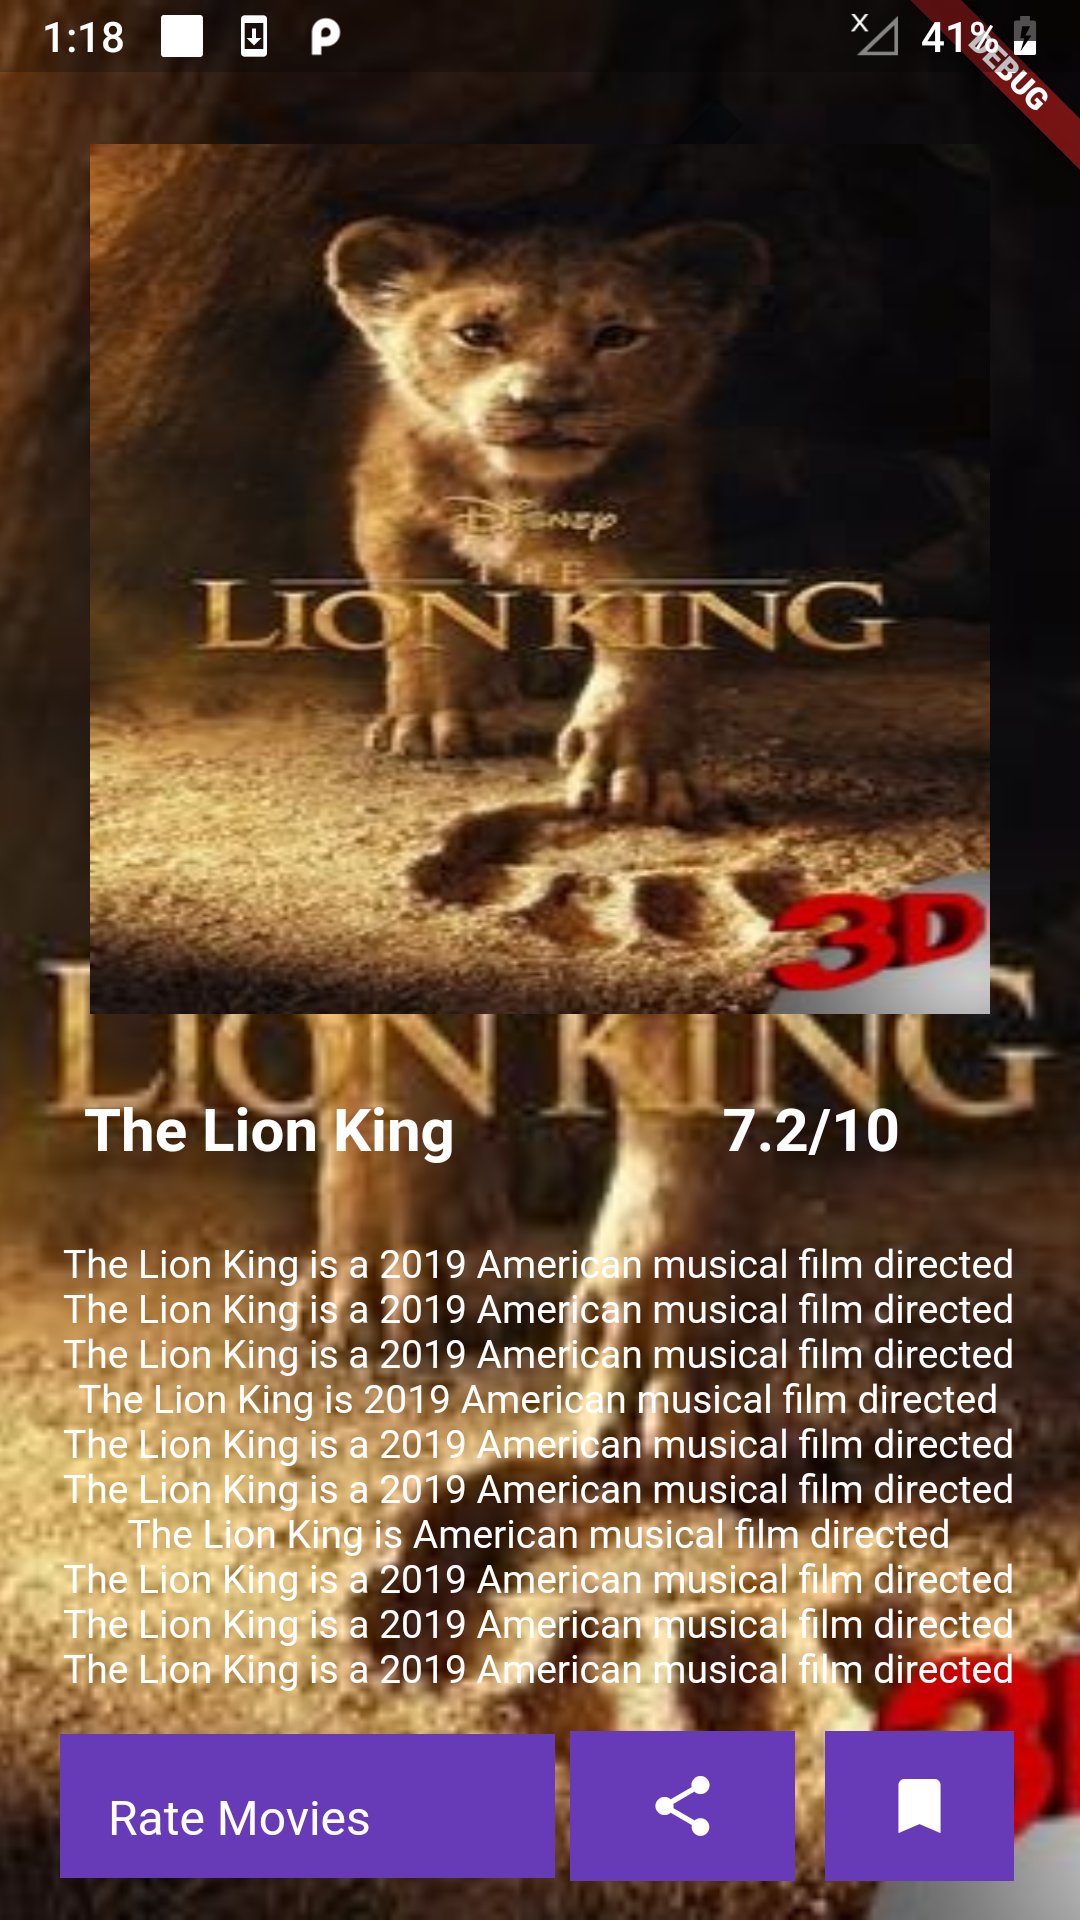 1:18
41%
DEBUG
DISNEY
THE
LION KING
3D
LION KING
The Lion King 7.2/10
The Lion King is a 2019 American musical film directed
The Lion King is a 2019 American musical film directed
The Lion King is a 2019 American musical film directed
The Lion King is 2019 American musical film directed
The Lion King is a 2019 American musical film directed
The Lion King is a 2019 American musical film directed
The Lion King is American musical film directed
The Lion King is a 2019 American musical film directed
The Lion King is a 2019 American musical film directed
The Lion King is a 2019 American musical film directed
3D
Rate Movies